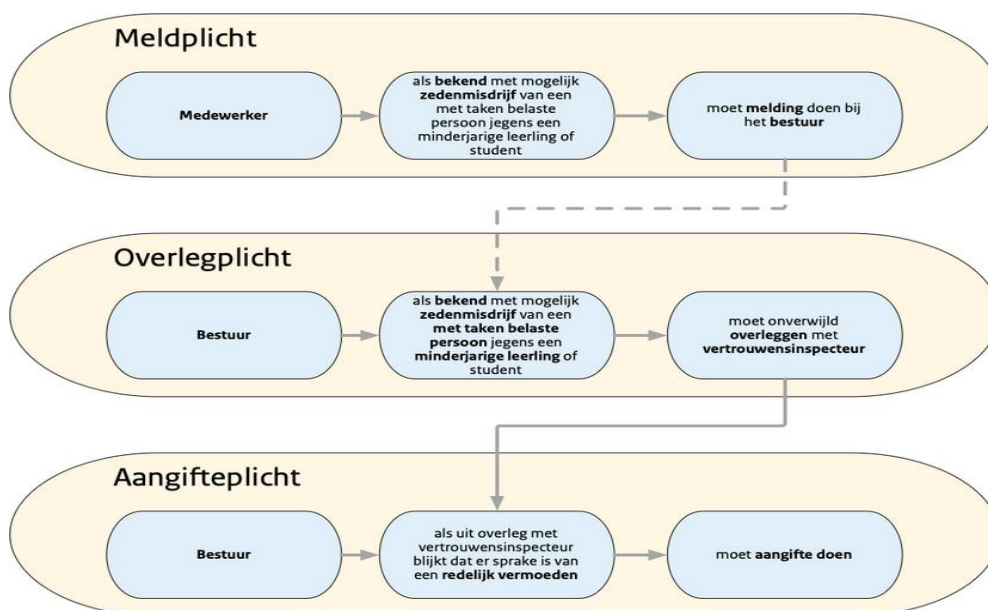 Meldplicht
Medewerker
als bekend met mogelijk
zedenmisdrijf van een
met taken belaste
persoon jegens een
minderjarige leerling of
student
moet melding doen bij
het bestuur
Overlegplicht
Bestuur
als bekend met mogelijk
zedenmisdrijf van een
met taken belaste
persoon jegens een
minderjarige leerling of
student
moet onverwijld
overleggen met
vertrouwensinspecteur
Aangifteplicht
Bestuur
als uit overleg met
vertrouwensinspecteur
blijkt dat er sprake is van
een redelijk vermoeden
moet aangifte doen